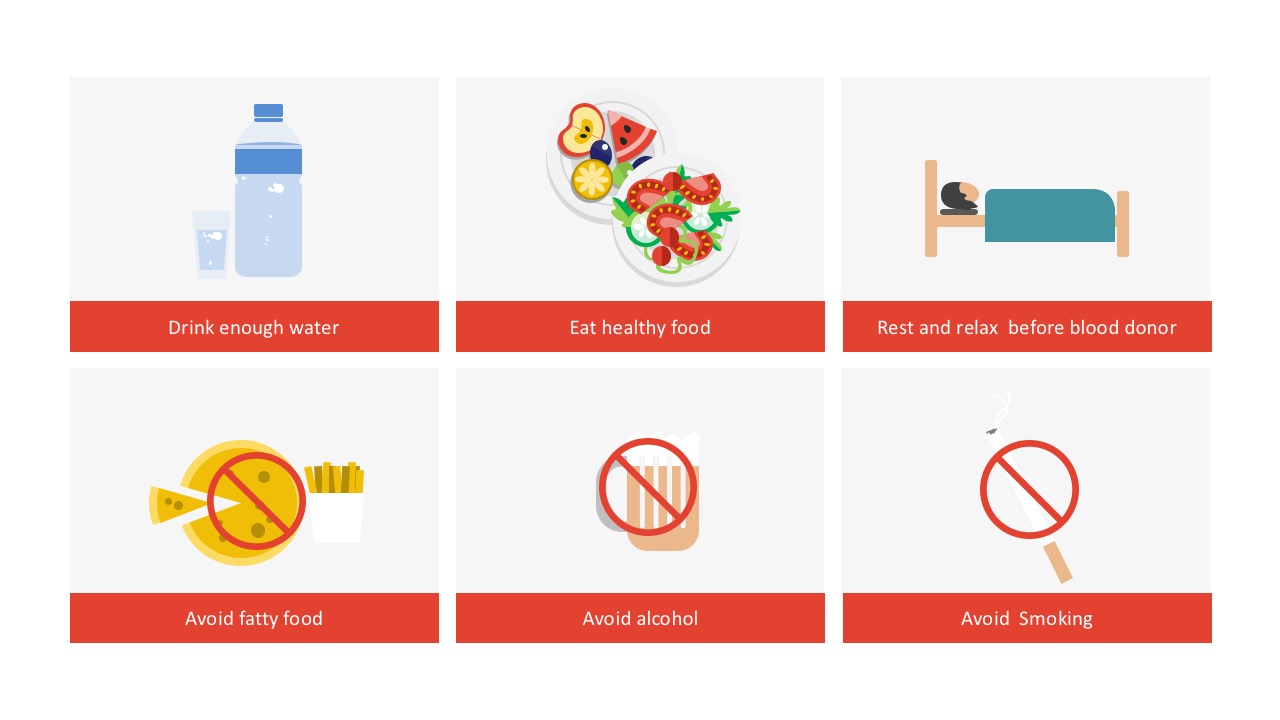 Drink enough water
Eat healthy food
Rest and relax  before blood donor
Avoid fatty food
Avoid alcohol
Avoid  Smoking